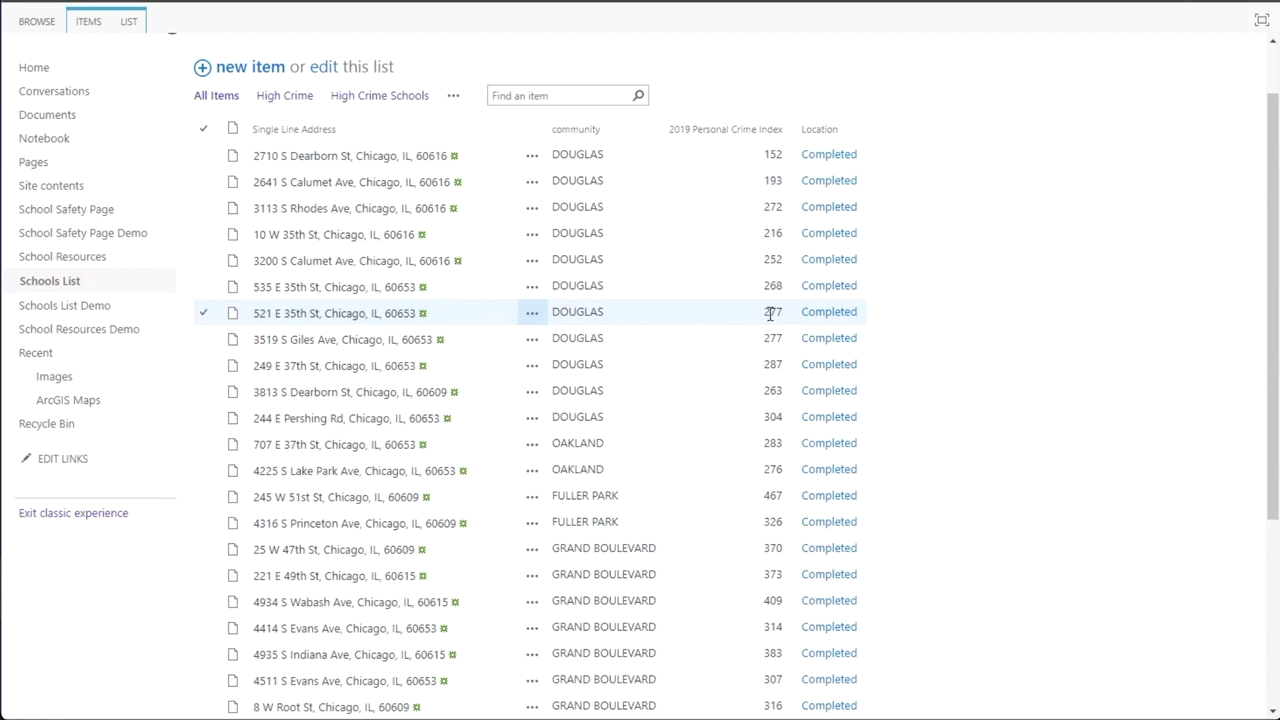 BROWSE ITEMS LIST
Home
Conversations
Documents
Notebook
Pages
Site contents
School Safety Page
School Safety Page Demo
School Resources
Schools List
Schools List Demo
School Resources Demo
Recent
Images
ArcGIS Maps
Recycle Bin
EDIT LINKS
Exit classic experience
new item or edit this list
All Items High Crime High Crime Schools ••• Find an item
Single Line Address community 2019 Personal Crime Index Location
2710 S Dearborn St, Chicago, IL, 60616 ••• DOUGLAS 152 Completed
2641 S Calumet Ave, Chicago, IL, 60616 ••• DOUGLAS 193 Completed
3113 S Rhodes Ave, Chicago, IL, 60616 ••• DOUGLAS 272 Completed
10 W 35th St, Chicago, IL, 60616 ••• DOUGLAS 216 Completed
3200 S Calumet Ave, Chicago, IL, 60616 ••• DOUGLAS 252 Completed
535 E 35th St, Chicago, IL, 60653 ••• DOUGLAS 268 Completed
521 E 35th St, Chicago, IL, 60653 ••• DOUGLAS 277 Completed
3519 S Giles Ave, Chicago, IL, 60653 ••• DOUGLAS 277 Completed
249 E 37th St, Chicago, IL, 60653 ••• DOUGLAS 287 Completed
3813 S Dearborn St, Chicago, IL, 60609 ••• DOUGLAS 263 Completed
244 E Pershing Rd, Chicago, IL, 60653 ••• DOUGLAS 304 Completed
707 E 37th St, Chicago, IL, 60653 ••• OAKLAND 283 Completed
4225 S Lake Park Ave, Chicago, IL, 60653 ••• OAKLAND 276 Completed
245 W 51st St, Chicago, IL, 60609 ••• FULLER PARK 467 Completed
4316 S Princeton Ave, Chicago, IL, 60609 ••• FULLER PARK 326 Completed
25 W 47th St, Chicago, IL, 60609 ••• GRAND BOULEVARD 370 Completed
221 E 49th St, Chicago, IL, 60615 ••• GRAND BOULEVARD 373 Completed
4934 S Wabash Ave, Chicago, IL, 60615 ••• GRAND BOULEVARD 409 Completed
4414 S Evans Ave, Chicago, IL, 60653 ••• GRAND BOULEVARD 314 Completed
4935 S Indiana Ave, Chicago, IL, 60615 ••• GRAND BOULEVARD 383 Completed
4511 S Evans Ave, Chicago, IL, 60653 ••• GRAND BOULEVARD 307 Completed
8 W Root St, Chicago, IL, 60609 ••• GRAND BOULEVARD 316 Completed